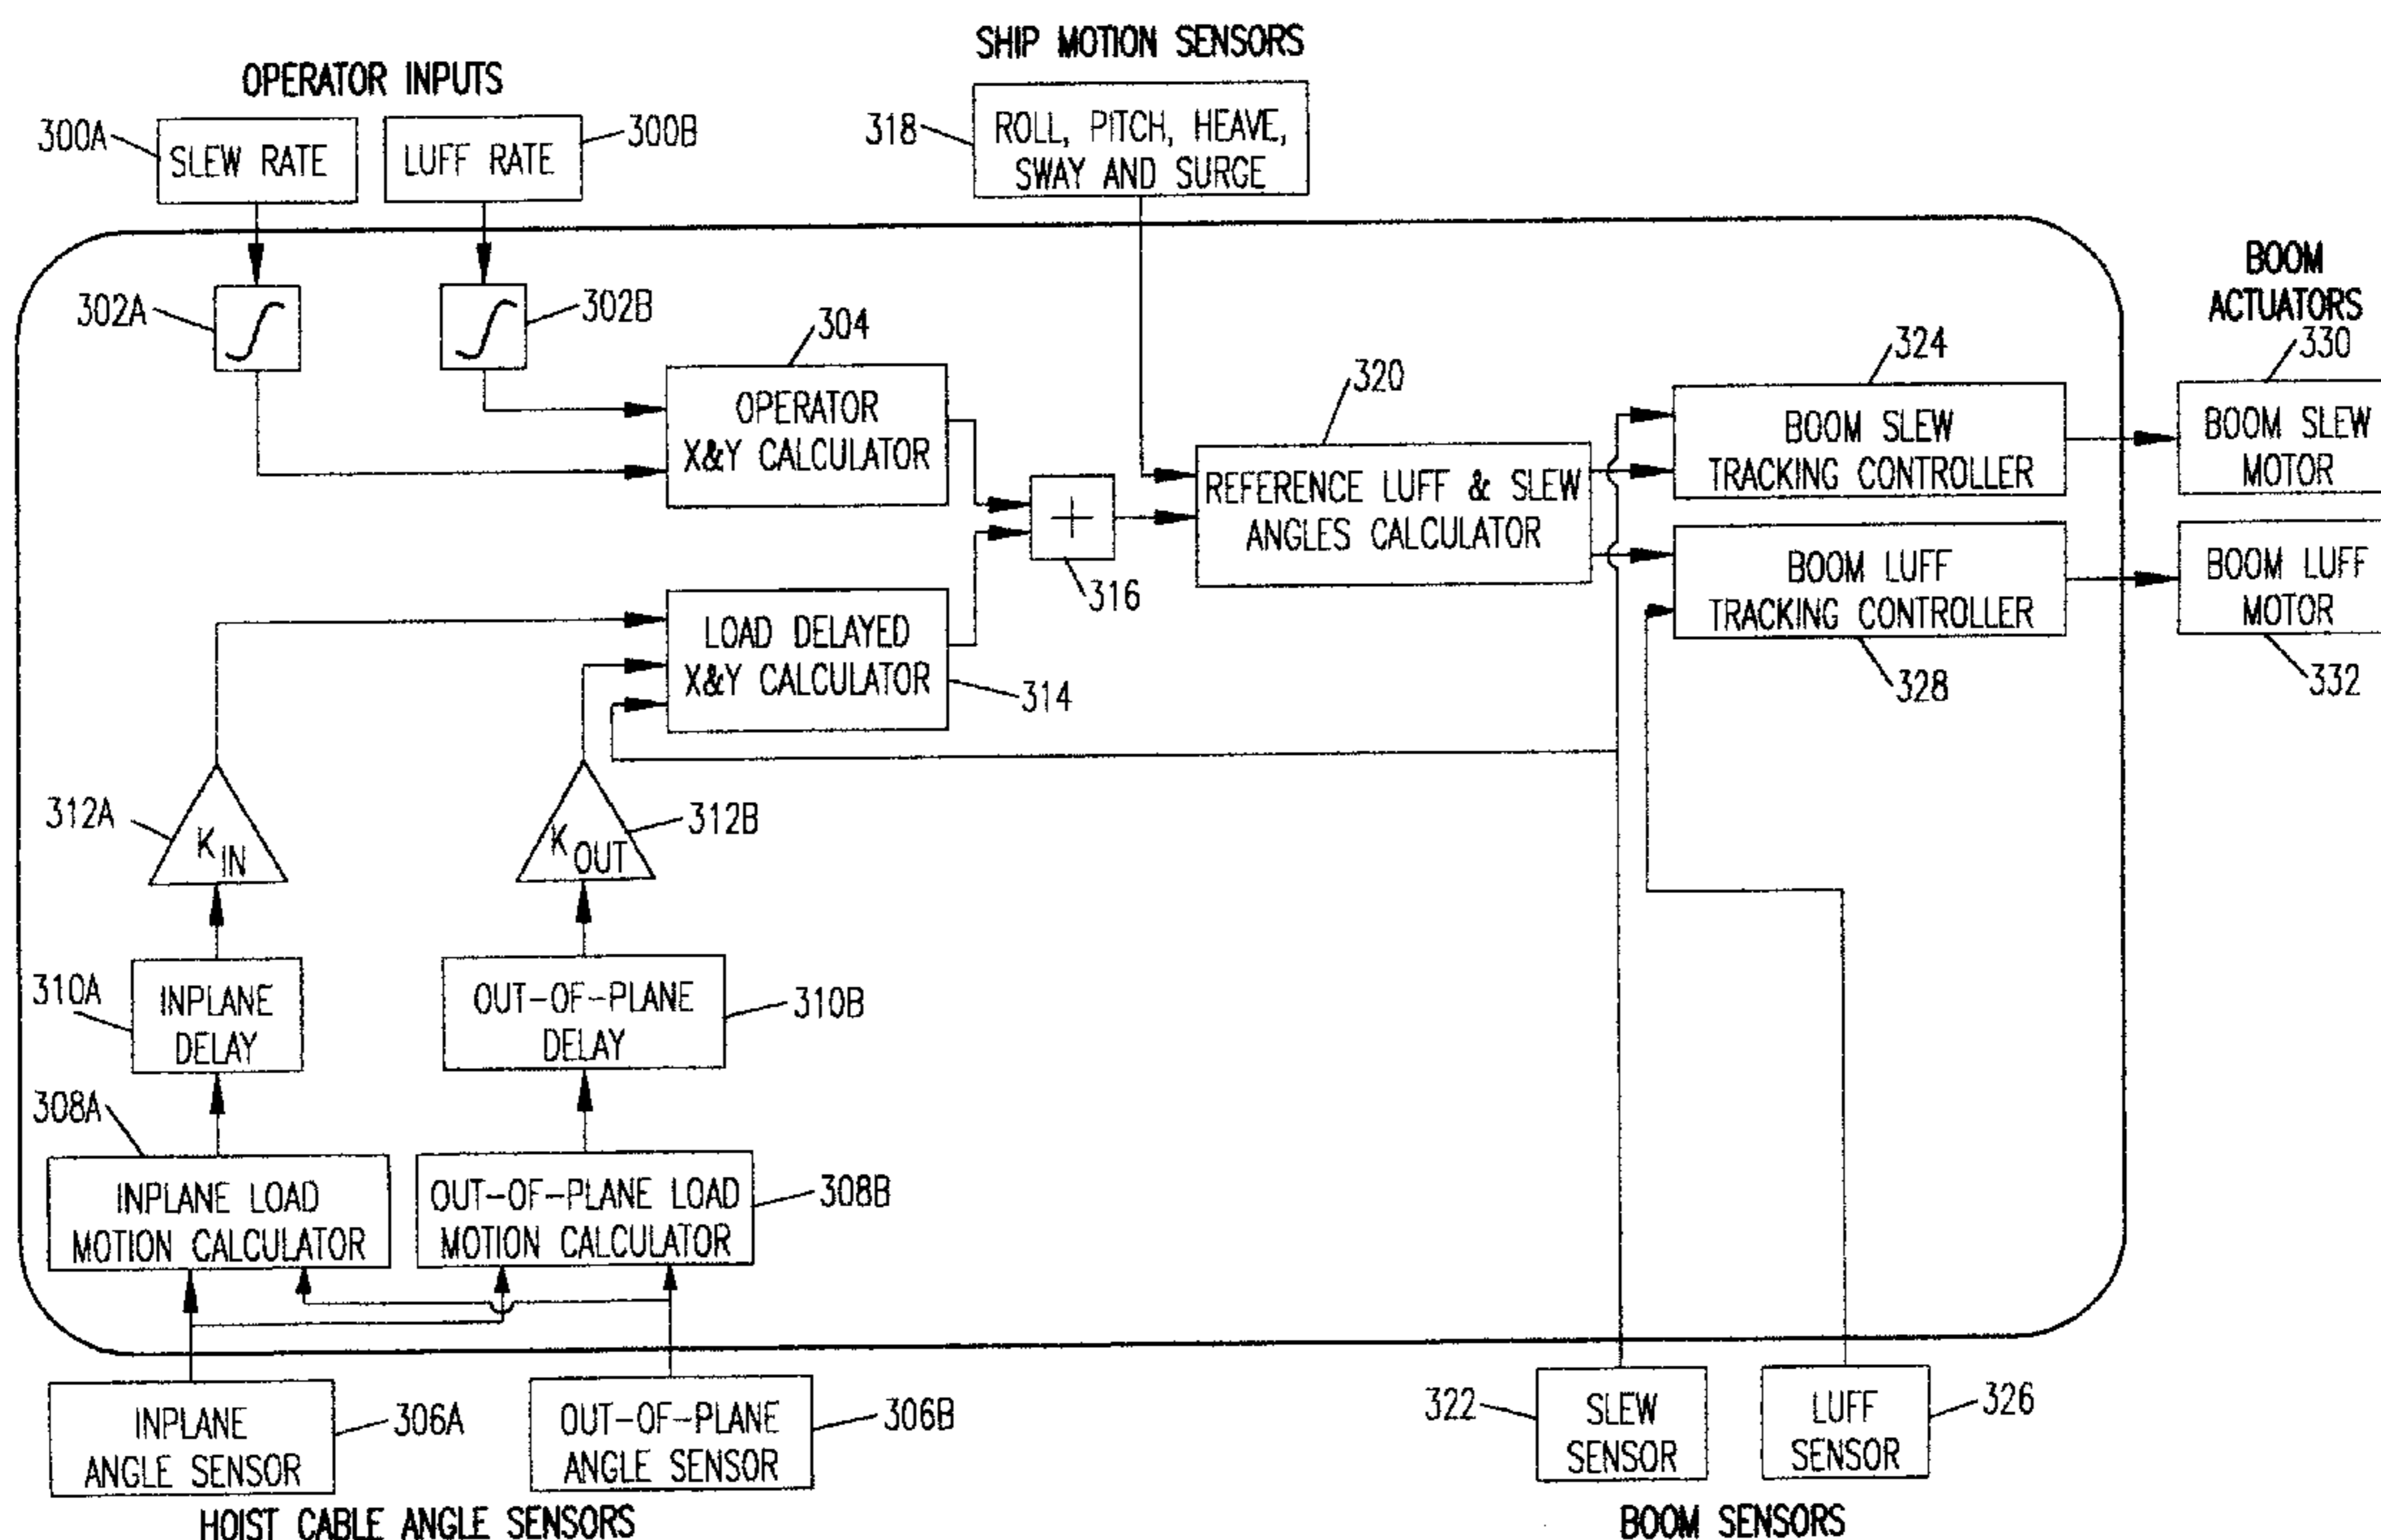 SHIP MOTION SENSORS
OPERATOR INPUTS
300A
SLEW RATE
LUFF RATE
300B
318
ROLL, PITCH, HEAVE,
SWAY AND SURGE
302A
302B
304
OPERATOR
X&Y CALCULATOR
BOOM
ACTUATORS
320
REFERENCE LUFF & SLEW
ANGLES CALCULATOR
324
BOOM SLEW
TRACKING CONTROLLER
330
BOOM SLEW
MOTOR
+
316
BOOM LUFF
TRACKING CONTROLLER
328
BOOM LUFF
MOTOR
332
LOAD DELAYED
X&Y CALCULATOR
314
312A
K IN
K OUT
312B
310A
INPLANE
DELAY
OUT-OF-PLANE
DELAY
310B
308A
INPLANE LOAD
MOTION CALCULATOR
OUT-OF-PLANE LOAD
MOTION CALCULATOR
308B
INPLANE
ANGLE SENSOR
306A
OUT-OF-PLANE
ANGLE SENSOR
306B
322
SLEW
SENSOR
LUFF
SENSOR
326
HOIST CABLE ANGLE SENSORS
BOOM SENSORS